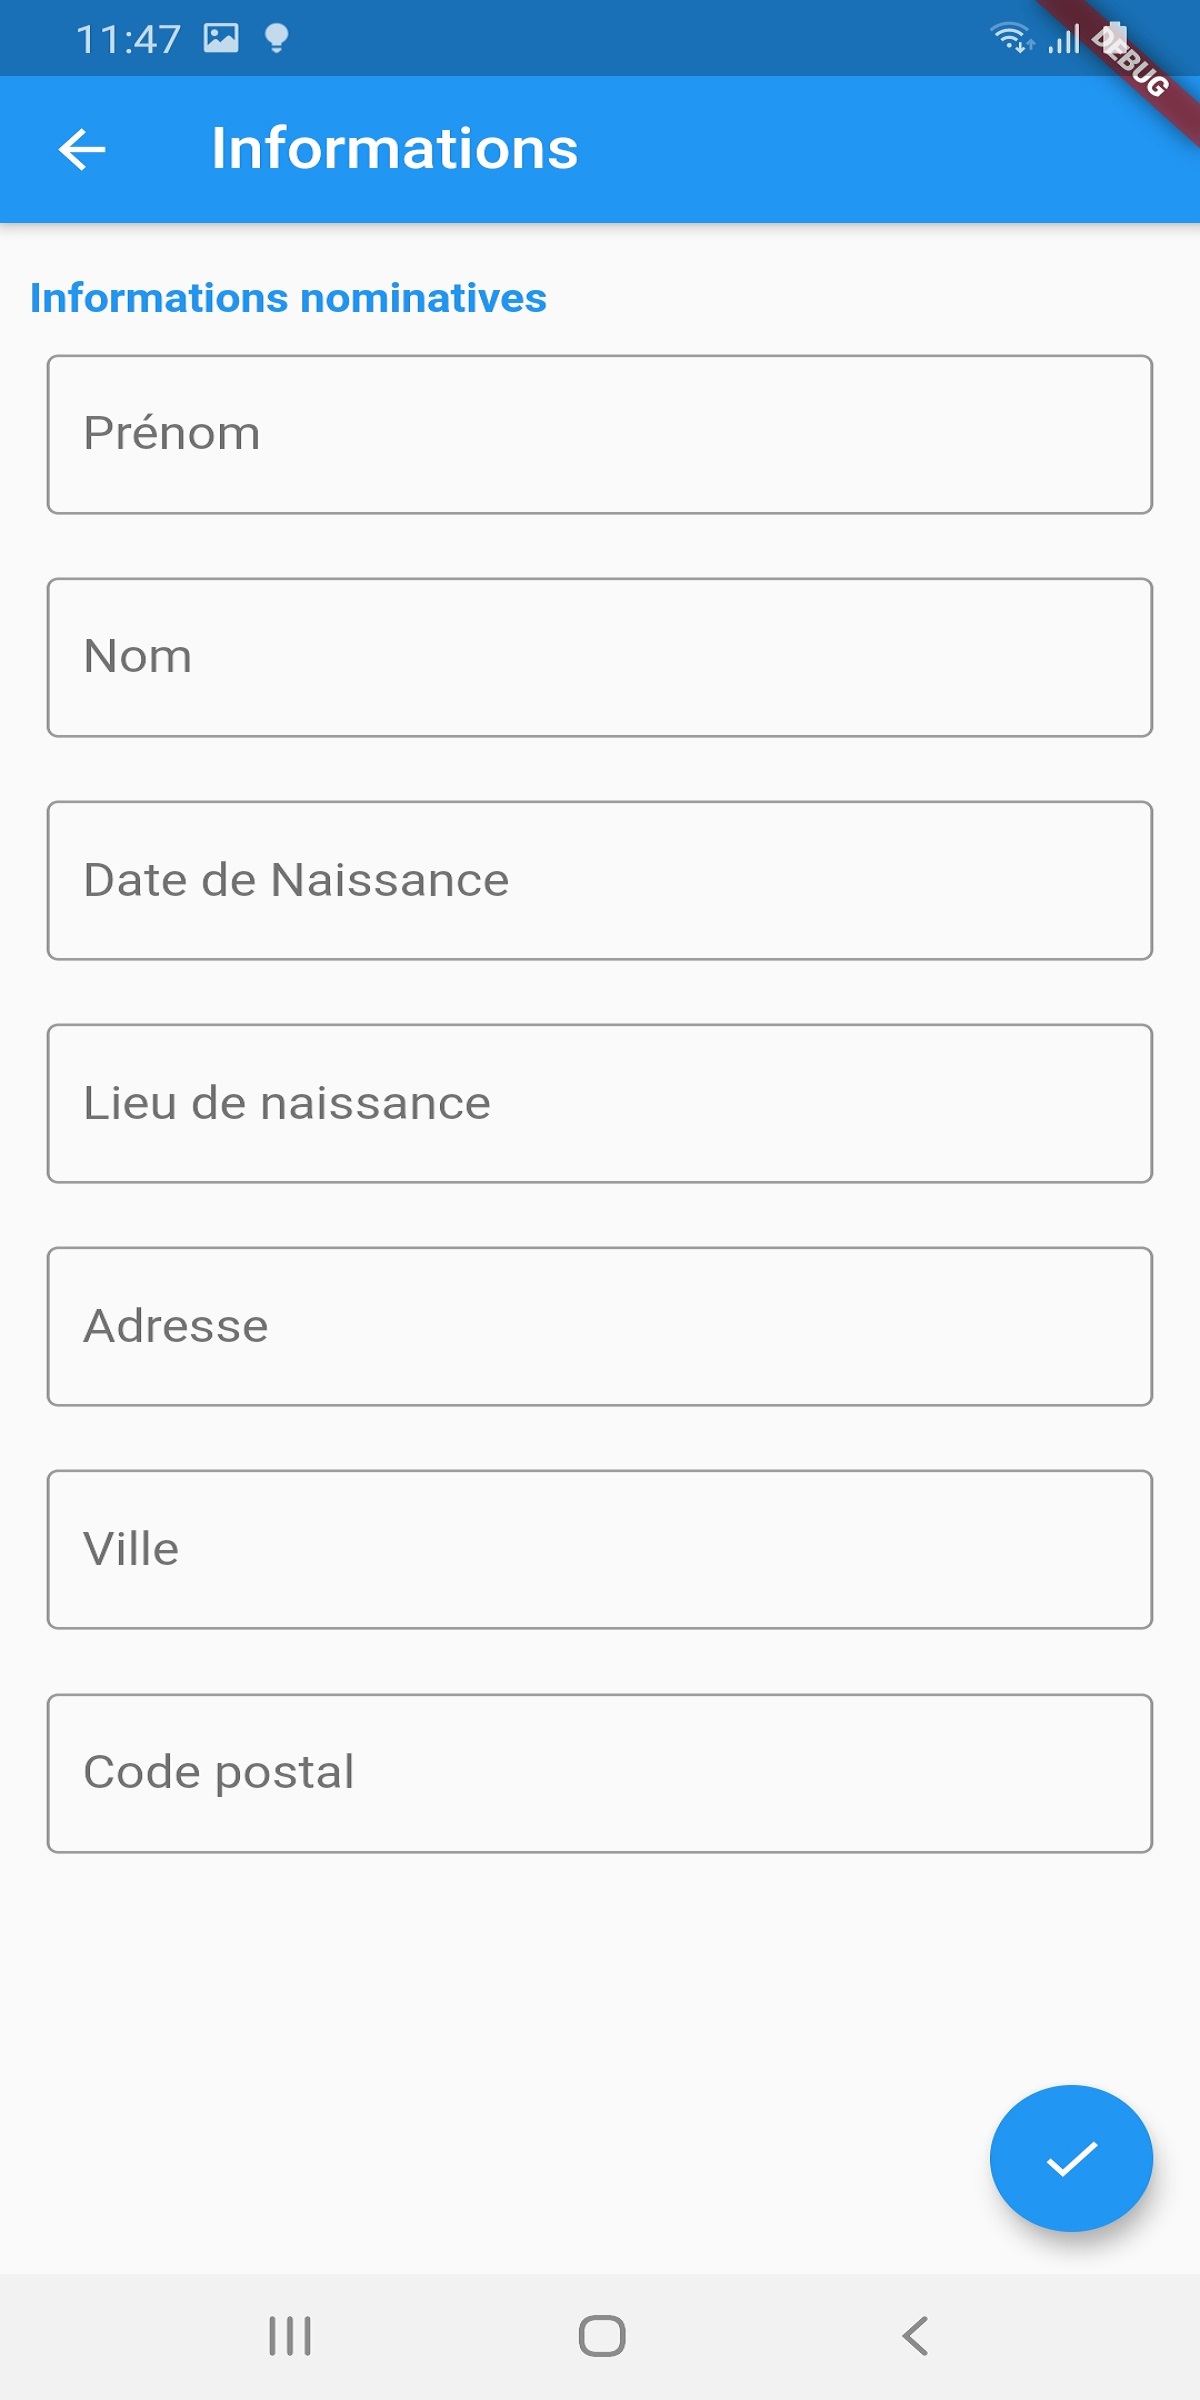 11:47
DEBUG
Informations
Informations nominatives
Prénom
Nom
Date de Naissance
Lieu de naissance
Adresse
Ville
Code postal